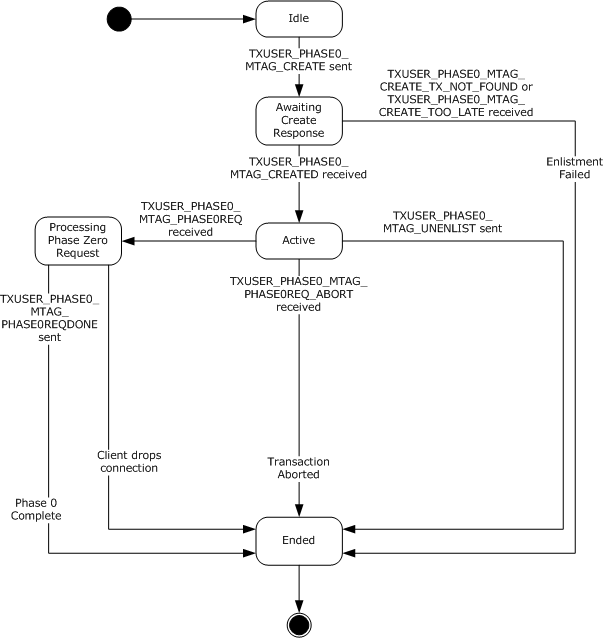 Idle
TXUSER_PHASE0_
MTAG_CREATE sent
TXUSER_PHASE0_MTAG_
CREATE_TX_NOT_FOUND or
TXUSER_PHASE0_MTAG_
CREATE_TOO_LATE received
Awaiting
Create
Response
Enlistment
Failed
TXUSER_PHASE0_
MTAG_CREATED received
TXUSER_PHASE0_
MTAG_PHASE0REQ
received
TXUSER_PHASE0_
MTAG_UNENLIST sent
Processing
Phase Zero
Request
Active
TXUSER_PHASE0_MTAG_
PHASE0REQ_ABORT
received
TXUSER_PHASE0_
MTAG_
PHASE0REQDONE
sent
Client drops
connection
Transaction
Aborted
Phase 0
Complete
Ended